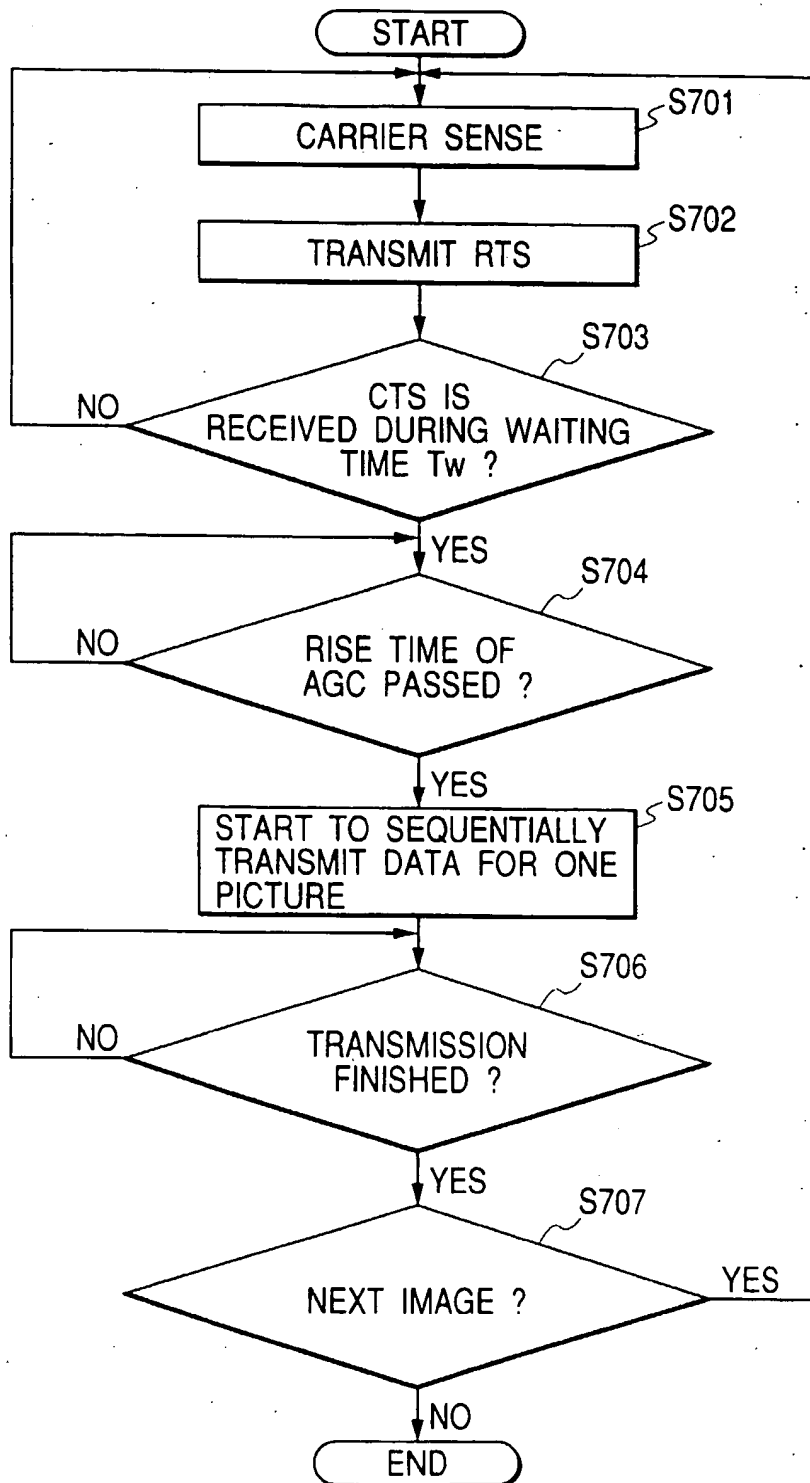 START
S701
CARRIER SENSE
S702
TRANSMIT RTS
S703
CTS IS
RECEIVED DURING WAITING
TIME Tw ?
NO
YES
S704
RISE TIME OF
AGC PASSED ?
NO
YES
S705
START TO SEQUENTIALLY
TRANSMIT DATA FOR ONE
PICTURE
S706
TRANSMISSION
FINISHED ?
NO
YES
S707
NEXT IMAGE ?
YES
NO
END